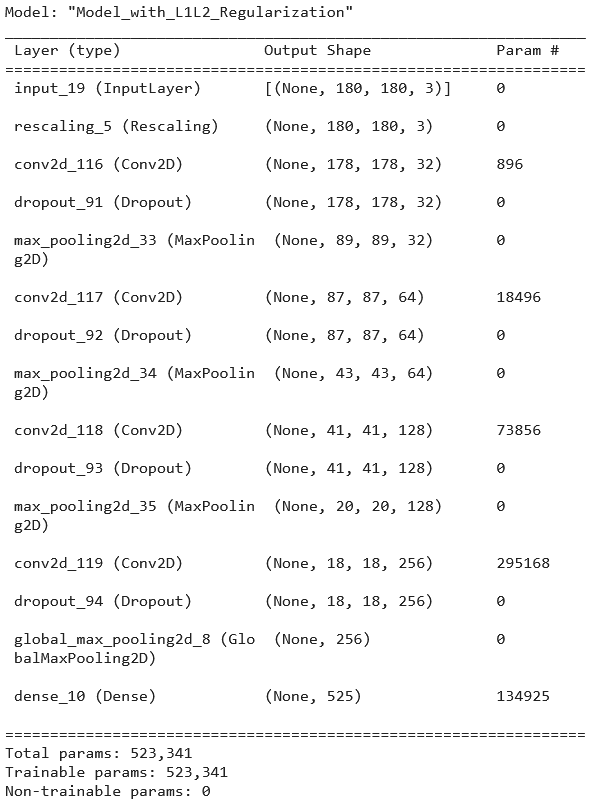 Model: "Model_with_L1L2_Regularization"
_________________________________________________________________
Layer (type) Output Shape Param #
=================================================================
input_19 (InputLayer) [(None, 180, 180, 3)] 0
rescaling_5 (Rescaling) (None, 180, 180, 3) 0
conv2d_116 (Conv2D) (None, 178, 178, 32) 896
dropout_91 (Dropout) (None, 178, 178, 32) 0
max_pooling2d_33 (MaxPoolin (None, 89, 89, 32) 0
g2D)
conv2d_117 (Conv2D) (None, 87, 87, 64) 18496
dropout_92 (Dropout) (None, 87, 87, 64) 0
max_pooling2d_34 (MaxPoolin (None, 43, 43, 64) 0
g2D)
conv2d_118 (Conv2D) (None, 41, 41, 128) 73856
dropout_93 (Dropout) (None, 41, 41, 128) 0
max_pooling2d_35 (MaxPoolin (None, 20, 20, 128) 0
g2D)
conv2d_119 (Conv2D) (None, 18, 18, 256) 295168
dropout_94 (Dropout) (None, 18, 18, 256) 0
global_max_pooling2d_8 (Glo (None, 256) 0
balMaxPooling2D)
dense_10 (Dense) (None, 525) 134925
=================================================================
Total params: 523,341
Trainable params: 523,341
Non-trainable params: 0